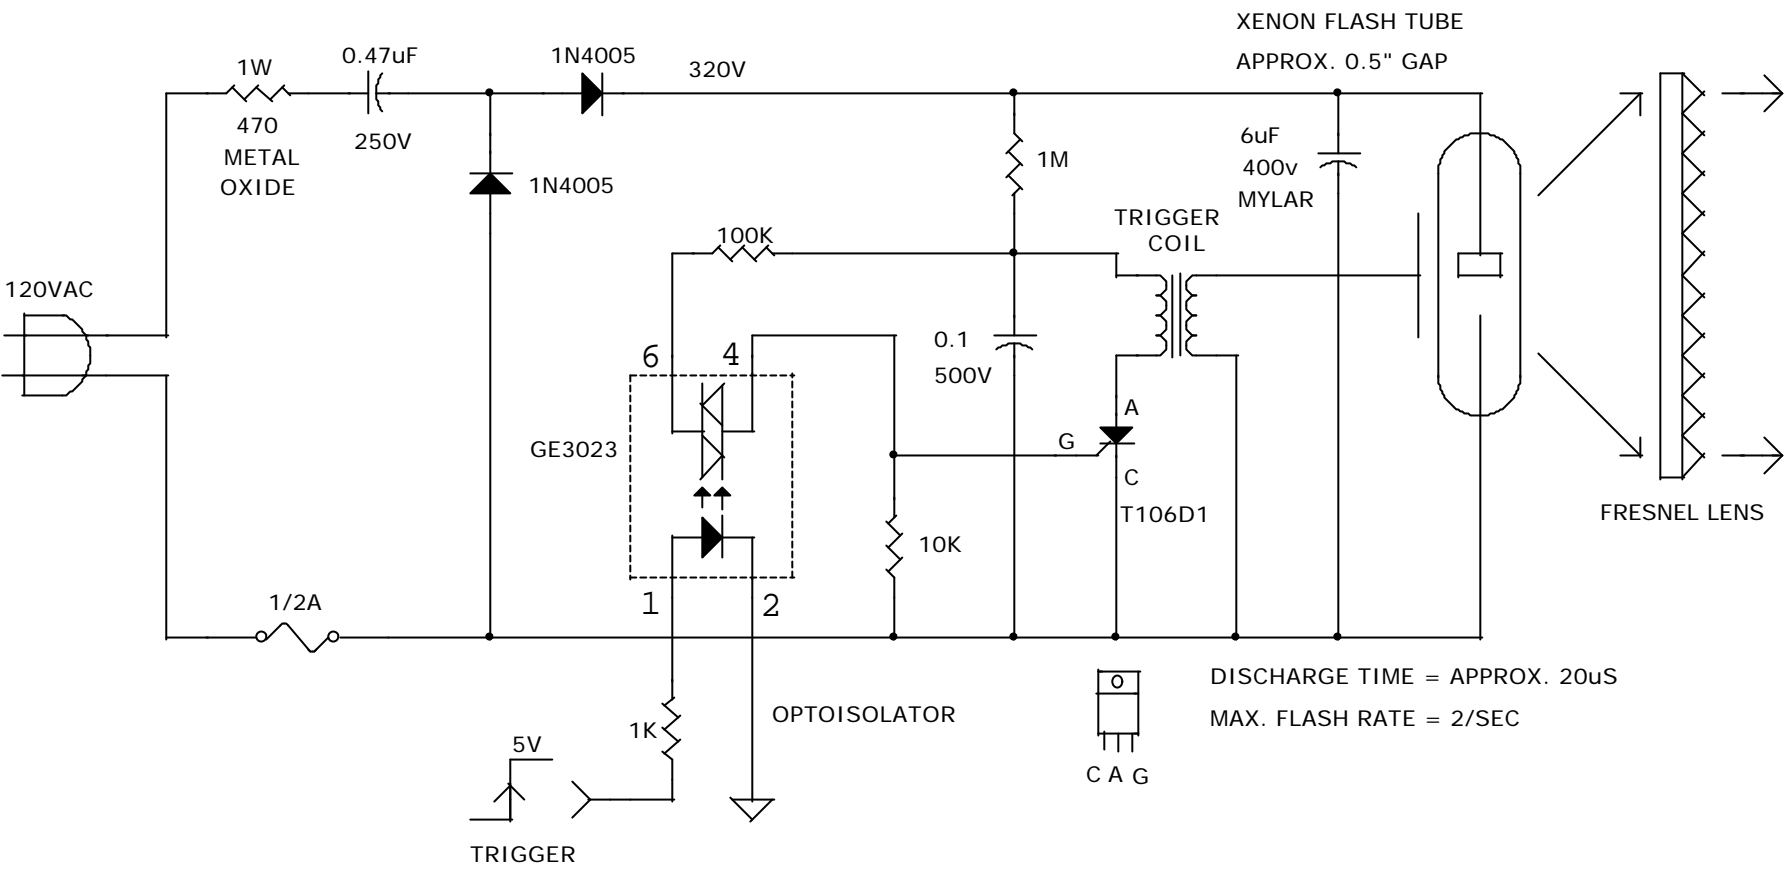 XENON FLASH TUBE
APPROX. 0.5" GAP
1W
0.47uF
1N4005
320V
470
METAL
OXIDE
250V
1N4005
1M
6uF
400v
MYLAR
TRIGGER
COIL
100K
120VAC
0.1
500V
6
4
A
G
C
GE3023
T106D1
FRESNEL LENS
10K
1/2A
1
2
DISCHARGE TIME = APPROX. 20uS
MAX. FLASH RATE = 2/SEC
OPTOISOLATOR
1K
5V
C A G
TRIGGER